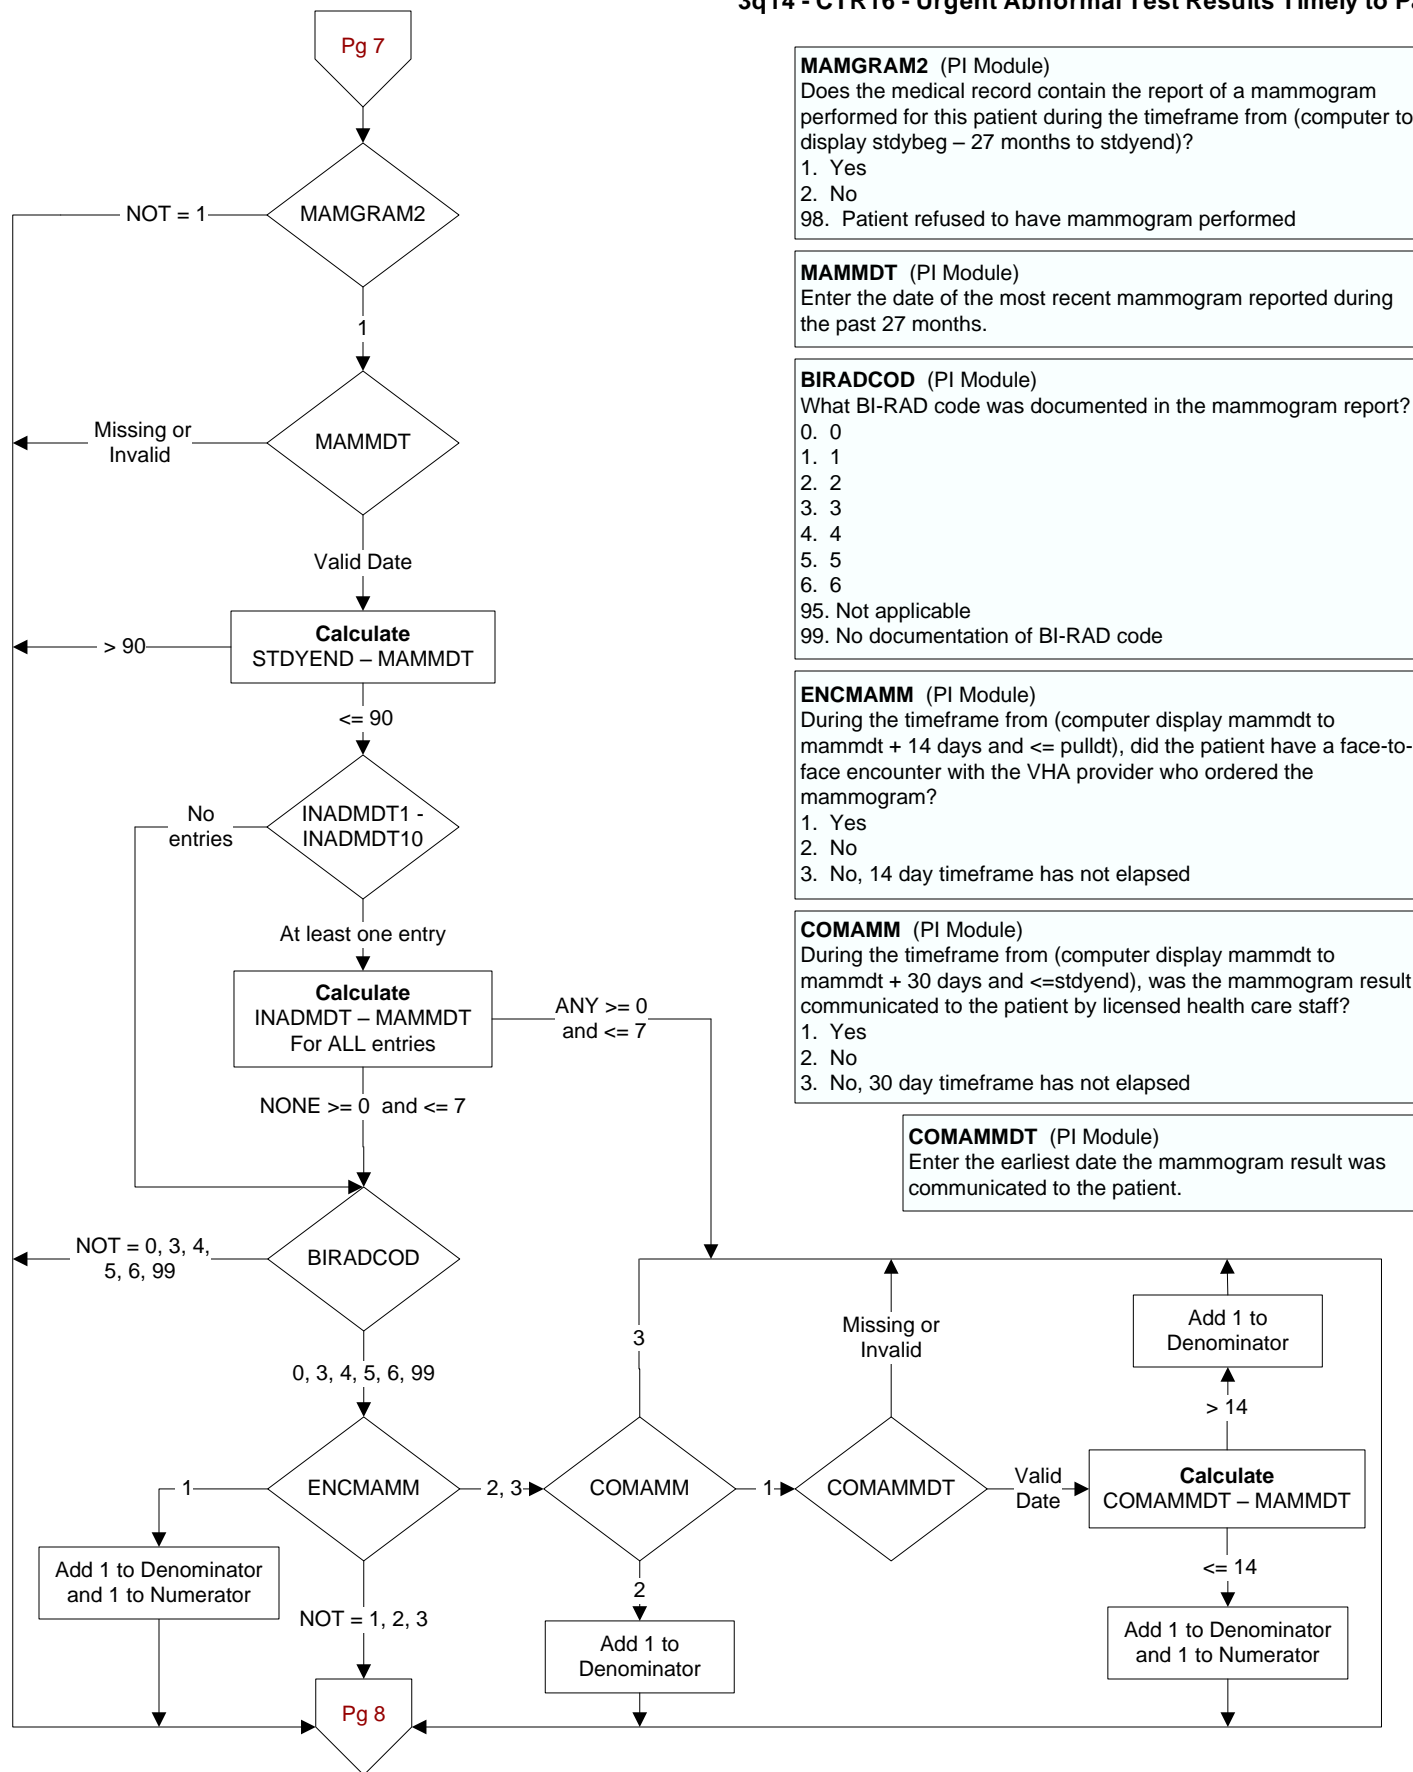 3q14 - CTR16 - Urgent Abnormal Test Results Timely to
Pg 7
MAMGRAM2
NOT = 1
1
MAMMDT
Missing or
Invalid
Valid Date
Calculate
STDYEND – MAMMDT
> 90
<= 90
INADMDT1 -
INADMDT10
No
entries
At least one entry
Calculate
INADMDT – MAMMDT
For ALL entries
ANY >= 0
and <= 7
NONE >= 0 and <= 7
BIRADCOD
NOT = 0, 3, 4,
5, 6, 99
0, 3, 4, 5, 6, 99
ENCMAMM
1
Add 1 to Denominator
and 1 to Numerator
NOT = 1, 2, 3
2, 3
COMAMM
3
2
Add 1 to
Denominator
1
COMAMMDT
Missing or
Invalid
Valid
Date
Calculate
COMAMMDT – MAMMDT
> 14
Add 1 to
Denominator
<= 14
Add 1 to Denominator
and 1 to Numerator
Pg 8
MAMGRAM2 (PI Module)
Does the medical record contain the report of a mammogram
performed for this patient during the timeframe from (computer to
display stdybeg – 27 months to stdyend)?
1. Yes
2. No
98. Patient refused to have mammogram performed
MAMMDT (PI Module)
Enter the date of the most recent mammogram reported during
the past 27 months.
BIRADCOD (PI Module)
What BI-RAD code was documented in the mammogram report?
0. 0
1. 1
2. 2
3. 3
4. 4
5. 5
6. 6
95. Not applicable
99. No documentation of BI-RAD code
ENCMAMM (PI Module)
During the timeframe from (computer display mammdt to
mammdt + 14 days and <= pulldt), did the patient have a face-to-
face encounter with the VHA provider who ordered the
mammogram?
1. Yes
2. No
3. No, 14 day timeframe has not elapsed
COMAMM (PI Module)
During the timeframe from (computer display mammdt to
mammdt + 30 days and <=stdyend), was the mammogram result
communicated to the patient by licensed health care staff?
1. Yes
2. No
3. No, 30 day timeframe has not elapsed
COMAMMDT (PI Module)
Enter the earliest date the mammogram result was
communicated to the patient.